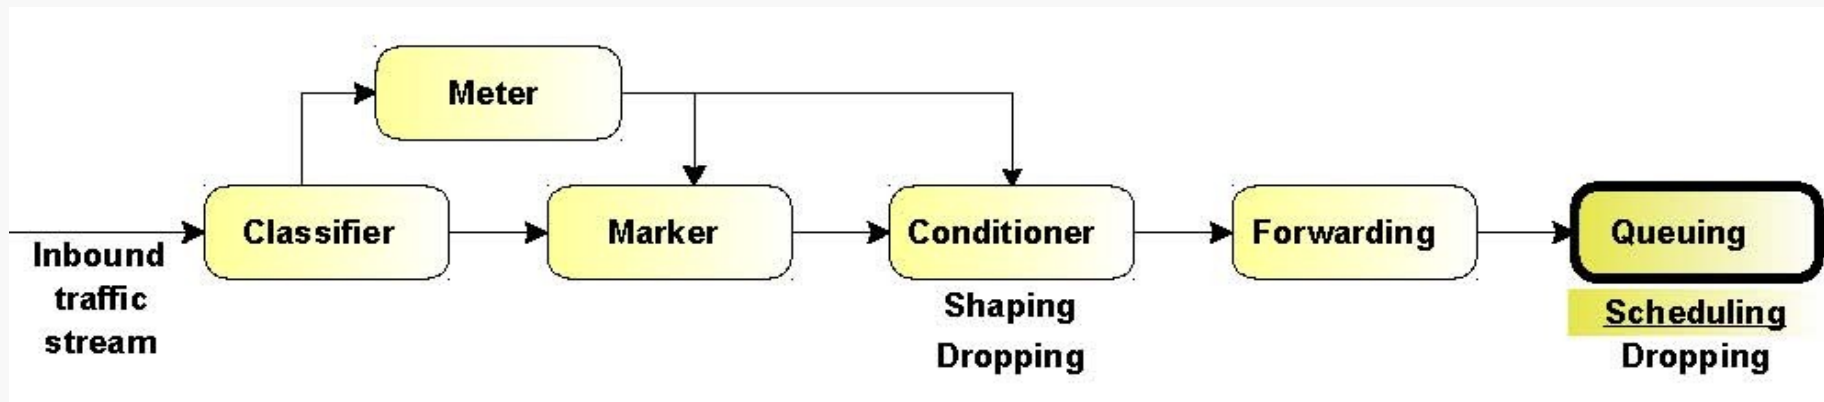 Meter
Classifier
Marker
Conditioner
Forwarding
Queuing
Inbound
traffic
stream
Shaping
Dropping
Scheduling
Dropping